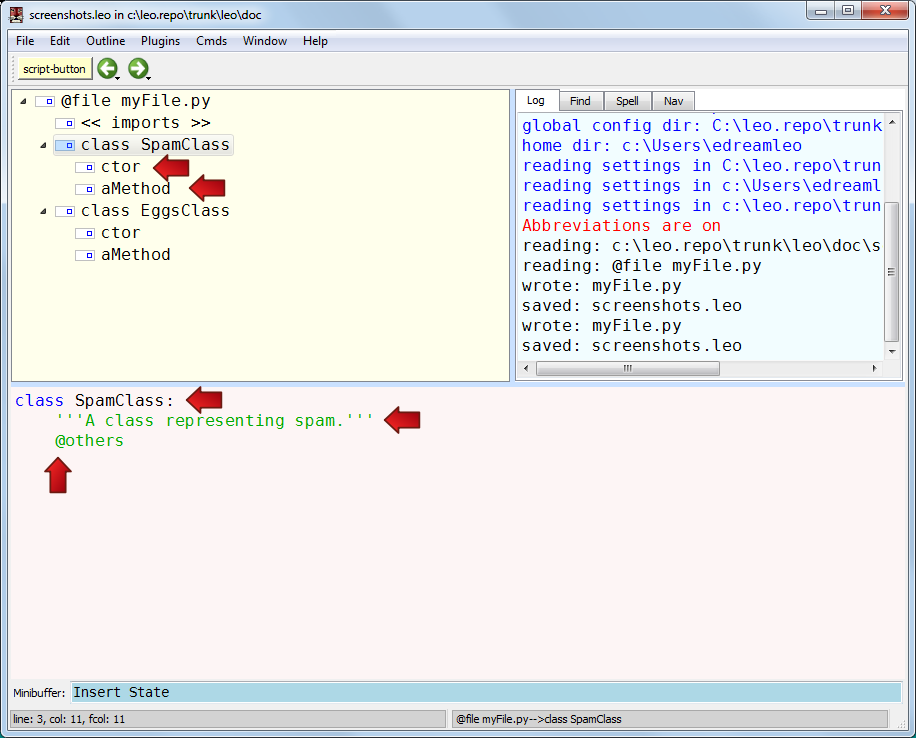 screenshots.leo in c:\leo.repo\trunk\leo\doc
File Edit Outline Plugins Cmds Window Help
script-button
@file myFile.py
<< imports >>
class SpamClass
ctor
aMethod
class EggsClass
ctor
aMethod
Log Find Spell Nav
global config dir: C:\leo.repo\trunk
home dir: c:\Users\edreamleo
reading settings in C:\leo.repo\trun
reading settings in c:\Users\edreaml
reading settings in c:\leo.repo\trun
Abbreviations are on
reading: c:\leo.repo\trunk\leo\doc\s
reading: @file myFile.py
wrote: myFile.py
saved: screenshots.leo
wrote: myFile.py
saved: screenshots.leo
class SpamClass:
'''A class representing spam.'''
@others
Minibuffer: Insert State
line: 3, col: 11, fcol: 11
@file myFile.py-->class SpamClass